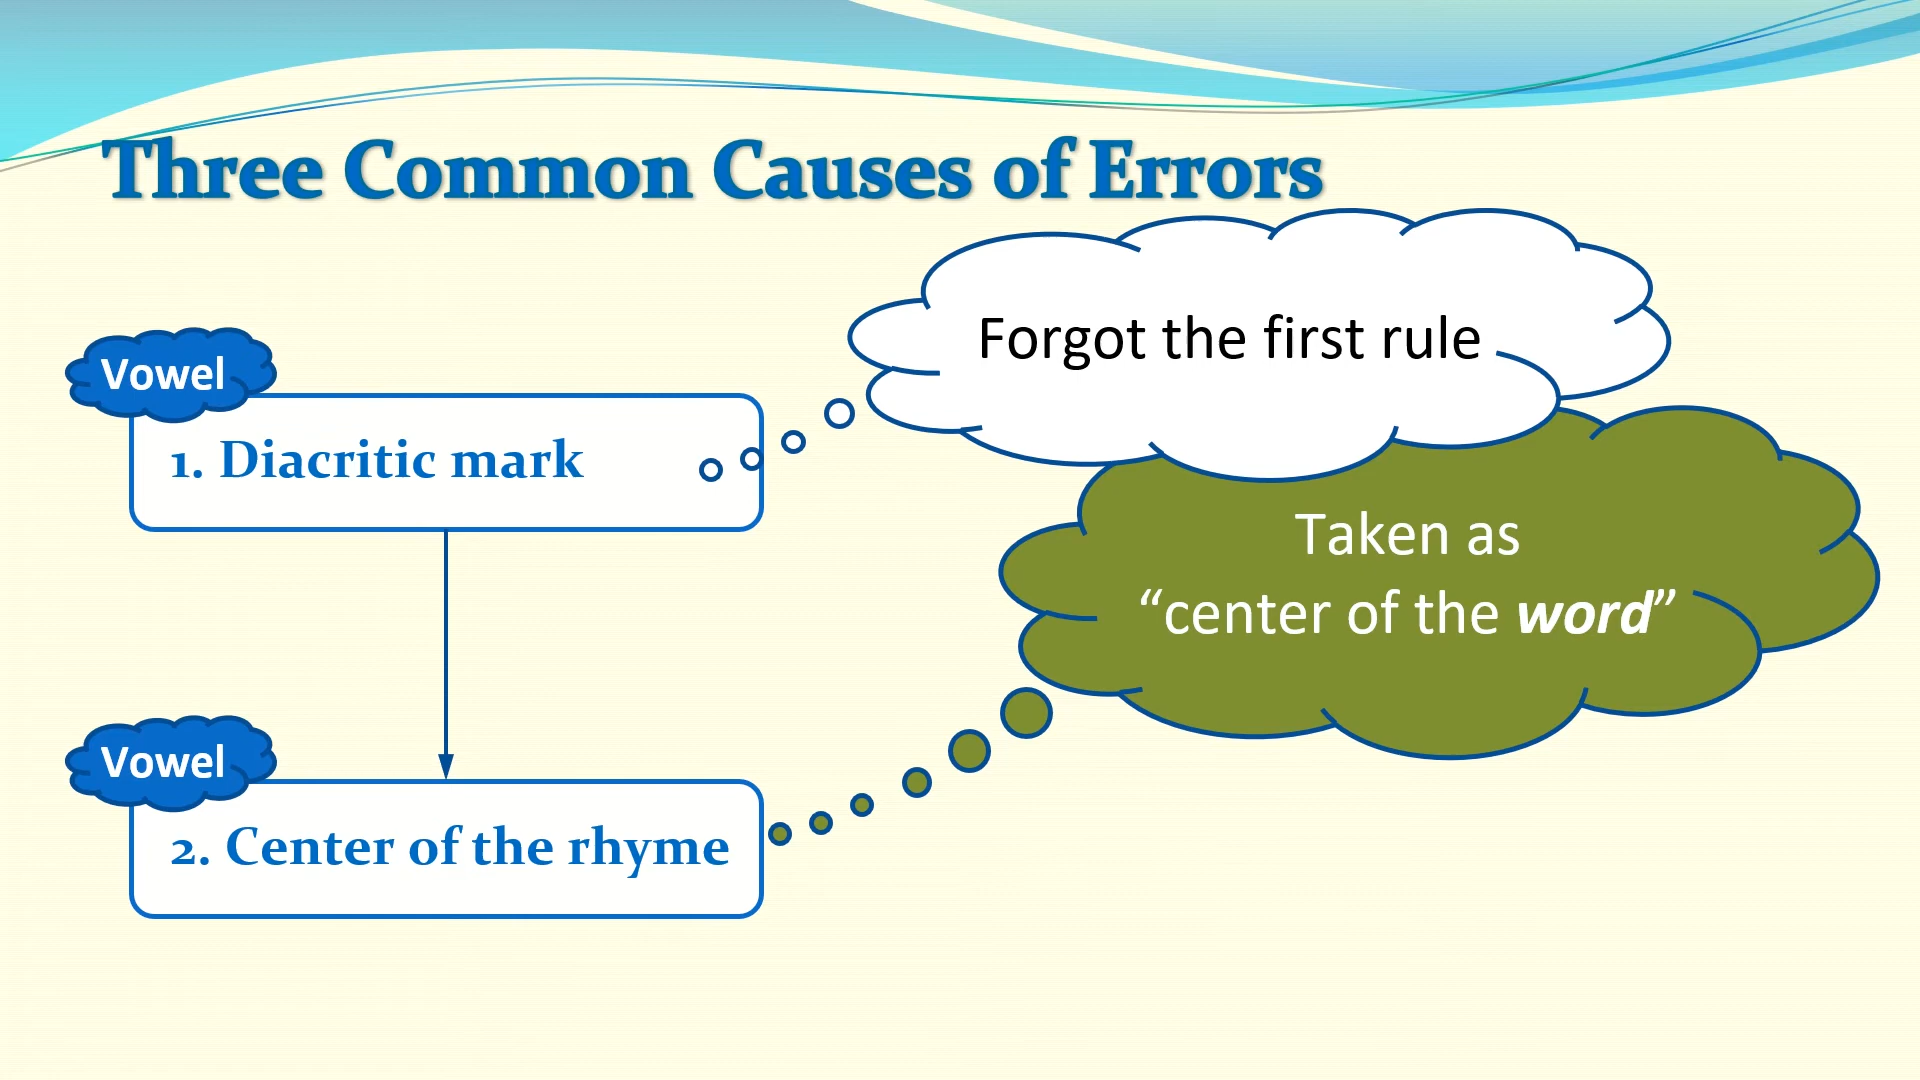 Three Common Causes of Errors
Forgot the first rule
Vowel
1. Diacritic mark
Taken as
“center of the word”
Vowel
2. Center of the rhyme